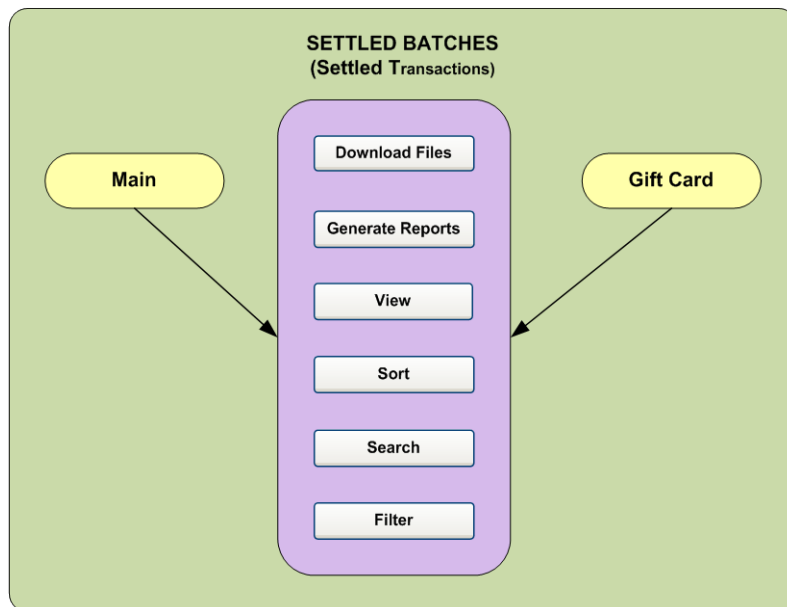 SETTLED BATCHES
(Settled Transactions)
Main
Gift Card
Download Files
Generate Reports
View
Sort
Search
Filter